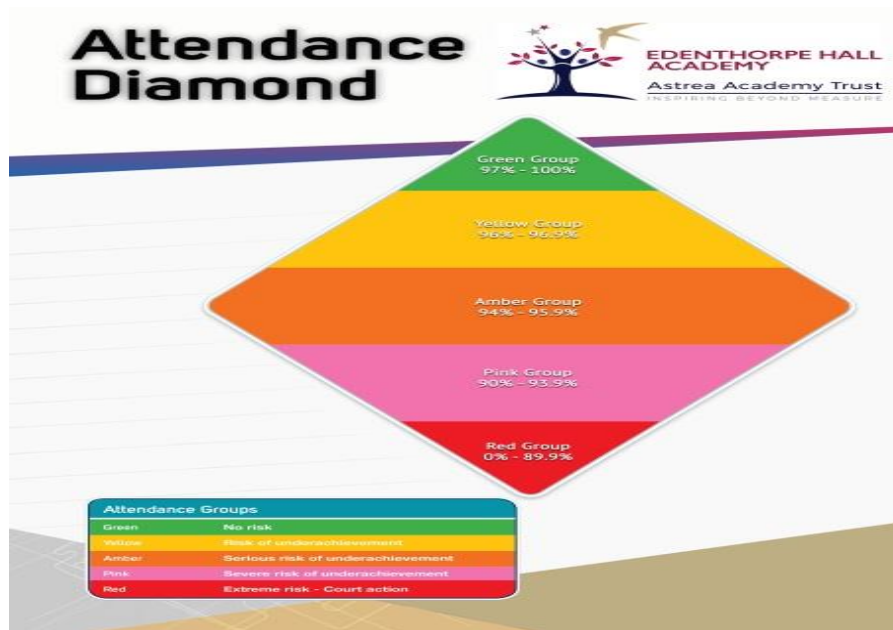 Attendance
Diamond
EDENTHORPE HALL
ACADEMY
Astrea Academy Trust
INSPIRING BEYOND MEASURE
Green Group
97% - 100%
Yellow Group
96% - 96.9%
Amber Group
94% - 95.9%
Pink Group
90% - 93.9%
Red Group
0% - 89.9%
Attendance Groups
Green No risk
Yellow Risk of underachievement
Amber Serious risk of underachievement
Pink Severe risk of underachievement
Red Extreme risk - Court action